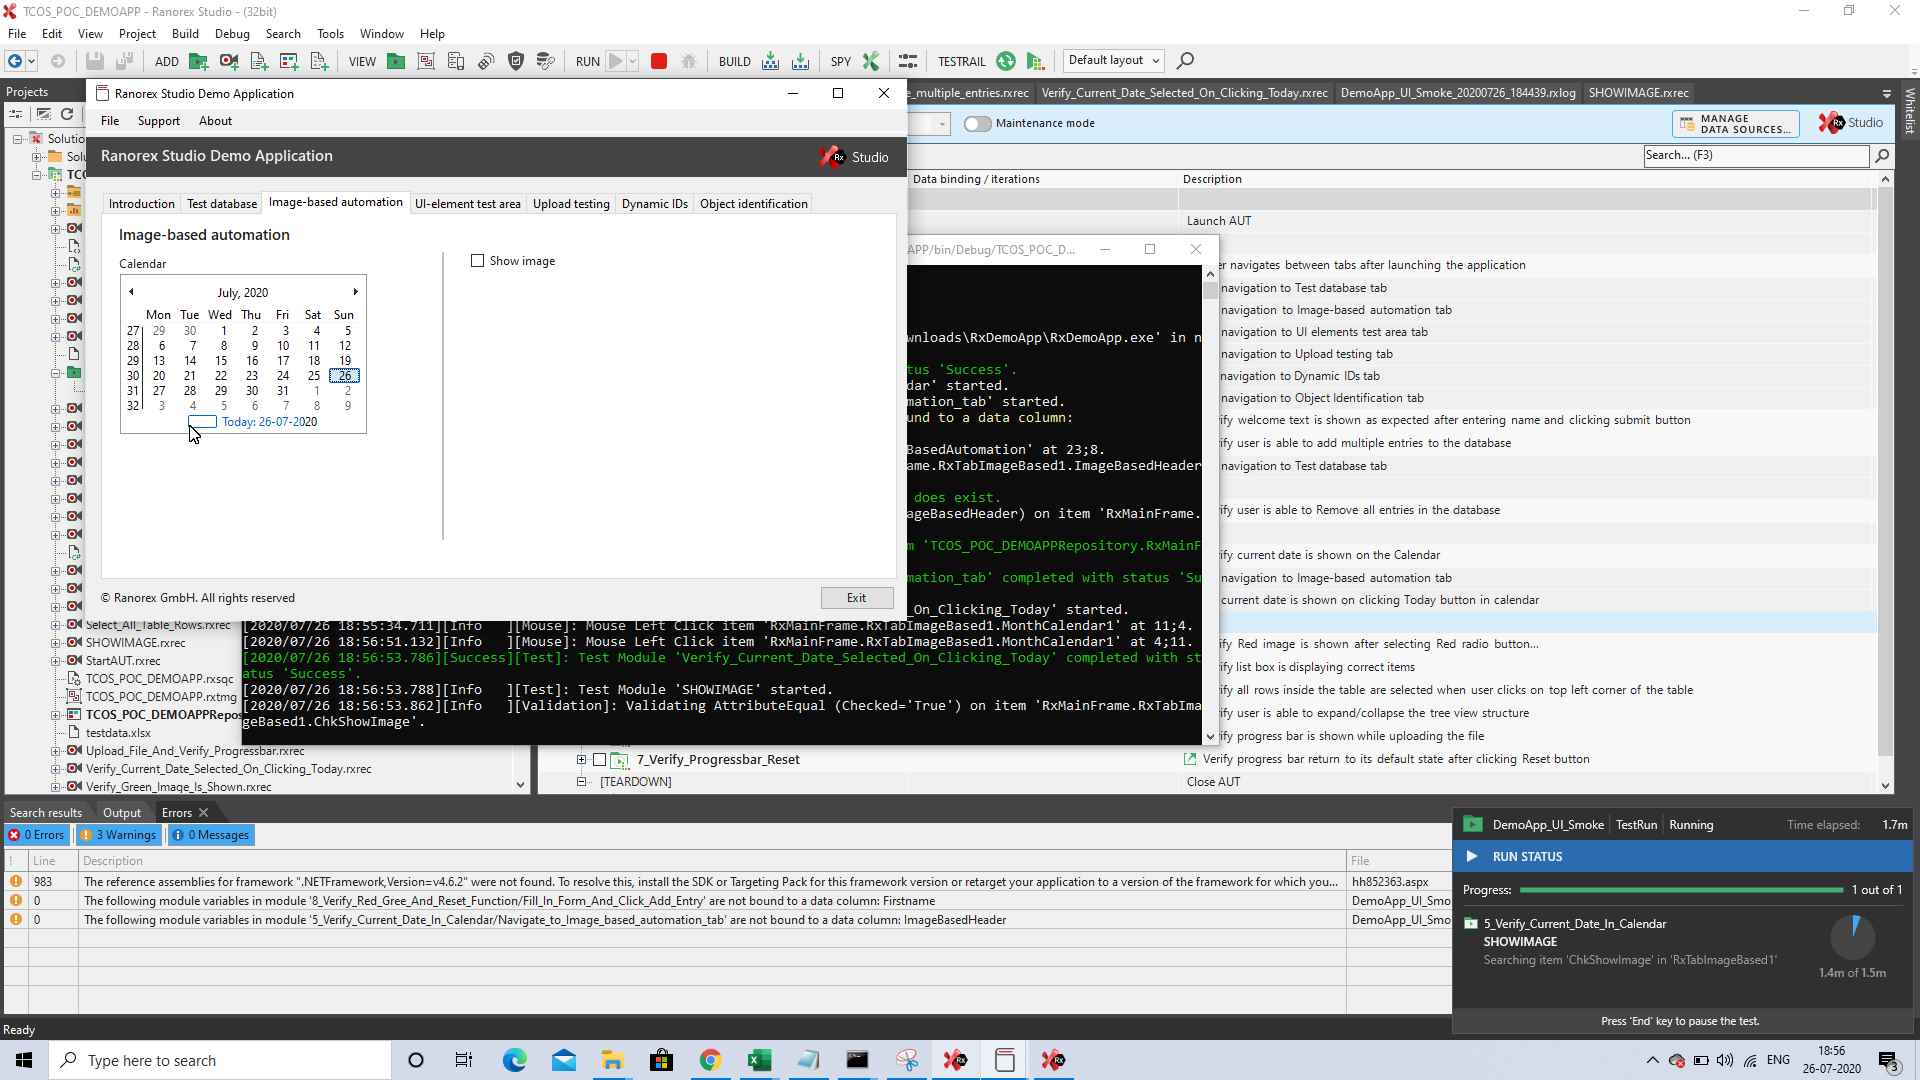 TCOS_POC_DEMOAPP - Ranorex Studio - (32bit)
File Edit View Project Build Debug Search Tools Window Help
ADD VIEW RUN BUILD SPY TESTRAIL Default layout
Projects
Ranorex Studio Demo Application
e_multiple_entries.rxrec Verify_Current_Date_Selected_On_Clicking_Today.rxrec DemoApp_UI_Smoke_20200726_184439.rxlog SHOWIMAGE.rxrec
Whitelist
File Support About
Maintenance mode
MANAGE
DATA SOURCES...
Rx Studio
Ranorex Studio Demo Application
Rx Studio
Search... (F3)
Solutio
Solu
TCO
Data binding / iterations Description
Introduction Test database Image-based automation UI-element test area Upload testing Dynamic IDs Object identification
Image-based automation
Calendar
Show image
July, 2020
Mon Tue Wed Thu Fri Sat Sun
27 29 30 1 2 3 4 5
28 6 7 8 9 10 11 12
29 13 14 15 16 17 18 19
30 20 21 22 23 24 25 26
31 27 28 29 30 31 1 2
32 3 4 5 6 7 8 9
Today: 26-07-2020
© Ranorex GmbH. All rights reserved
Exit
Launch AUT
er navigates between tabs after launching the application
navigation to Test database tab
navigation to Image-based automation tab
navigation to UI elements test area tab
navigation to Upload testing tab
navigation to Dynamic IDs tab
navigation to Object Identification tab
ify welcome text is shown as expected after entering name and clicking submit button
ify user is able to add multiple entries to the database
navigation to Test database tab
ify user is able to Remove all entries in the database
ify current date is shown on the Calendar
navigation to Image-based automation tab
current date is shown on clicking Today button in calendar
ify Red image is shown after selecting Red radio button...
ify list box is displaying correct items
ify all rows inside the table are selected when user clicks on top left corner of the table
ify user is able to expand/collapse the tree view structure
ify progress bar is shown while uploading the file
7_Verify_Progressbar_Reset Verify progress bar return to its default state after clicking Reset button
[TEARDOWN] Close AUT
APP/bin/Debug/TCOS_POC_D...
wnloads\RxDemoApp\RxDemoApp.exe' in n
tus 'Success'.
dar' started.
mation_tab' started.
und to a data column:
BasedAutomation' at 23;8.
ame.RxTabImageBased1.ImageBasedHeader
does exist.
ageBasedHeader) on item 'RxMainFrame.
m 'TCOS_POC_DEMOAPPRepository.RxMainF
mation_tab' completed with status 'Su
_On_Clicking_Today' started.
[2020/07/26 18:55:34.711][Info ][Mouse]: Mouse Left Click item 'RxMainFrame.RxTabImageBased1.MonthCalendar1' at 11;4.
[2020/07/26 18:56:51.132][Info ][Mouse]: Mouse Left Click item 'RxMainFrame.RxTabImageBased1.MonthCalendar1' at 4;11.
[2020/07/26 18:56:53.786][Success][Test]: Test Module 'Verify_Current_Date_Selected_On_Clicking_Today' completed with st
atus 'Success'.
[2020/07/26 18:56:53.788][Info ][Test]: Test Module 'SHOWIMAGE' started.
[2020/07/26 18:56:53.862][Info ][Validation]: Validating AttributeEqual (Checked='True') on item 'RxMainFrame.RxTabIma
geBased1.ChkShowImage'.
Select_All_Table_Rows.rxrec
SHOWIMAGE.rxrec
StartAUT.rxrec
TCOS_POC_DEMOAPP.rxsqc
TCOS_POC_DEMOAPP.rxtmg
TCOS_POC_DEMOAPPRepos
testdata.xlsx
Upload_File_And_Verify_Progressbar.rxrec
Verify_Current_Date_Selected_On_Clicking_Today.rxrec
Verify_Green_Image_Is_Shown.rxrec
Search results Output Errors
0 Errors 3 Warnings 0 Messages
! Line Description File
983 The reference assemblies for framework ".NETFramework,Version=v4.6.2" were not found. To resolve this, install the SDK or Targeting Pack for this framework version or retarget your application to a version of the framework for which you... hh852363.aspx
0 The following module variables in module '8_Verify_Red_Gree_And_Reset_Function/Fill_In_Form_And_Click_Add_Entry' are not bound to a data column: Firstname DemoApp_UI_Smo
0 The following module variables in module '5_Verify_Current_Date_In_Calendar/Navigate_to_Image_based_automation_tab' are not bound to a data column: ImageBasedHeader DemoApp_UI_Smo
DemoApp_UI_Smoke TestRun Running Time elapsed: 1.7m
RUN STATUS
Progress: 1 out of 1
5_Verify_Current_Date_In_Calendar
SHOWIMAGE
Searching item 'ChkShowImage' in 'RxTabImageBased1'
1.4m of 1.5m
Press 'End' key to pause the test.
Ready
Type here to search
ENG
18:56
26-07-2020
3